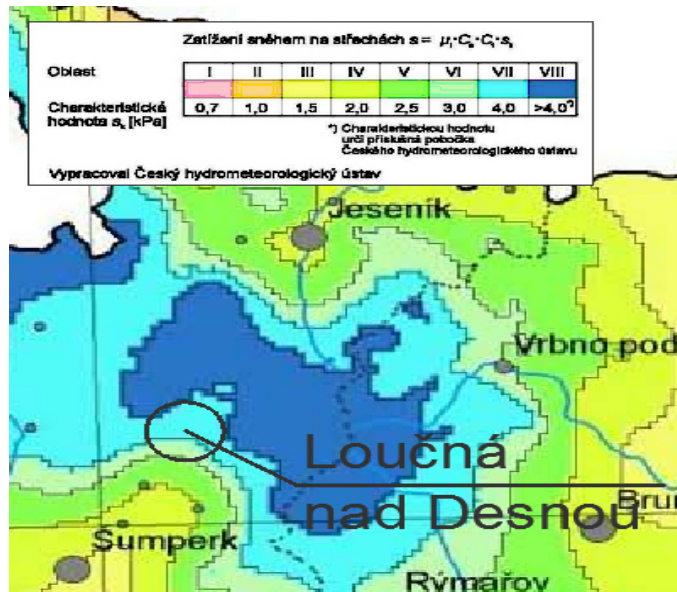 Zatížení sněhem na střechách s = μᵢ·Cₑ·Cₜ·sₖ
Oblast I II III IV V VI VII VIII
Charakteristická hodnota sₖ [kPa] 0,7 1,0 1,5 2,0 2,5 3,0 4,0 >4,0*)
*) Charakteristickou hodnotu
určí příslušná pobočka
Českého hydrometeorologického ústavu
Vypracoval Český hydrometeorologický ústav
Jeseník
Vrbno pod
Loučná
nad Desnou
Brun
Šumperk
Rýmařov